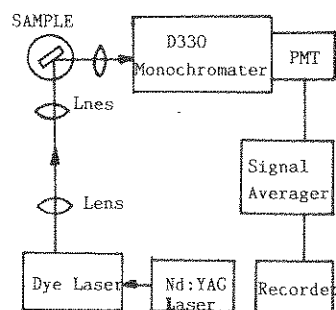 SAMPLE
D330
Monochromater
PMT
Lnes
Signal
Averager
Lens
Dye Laser
Nd:YAG
Laser
Recorder